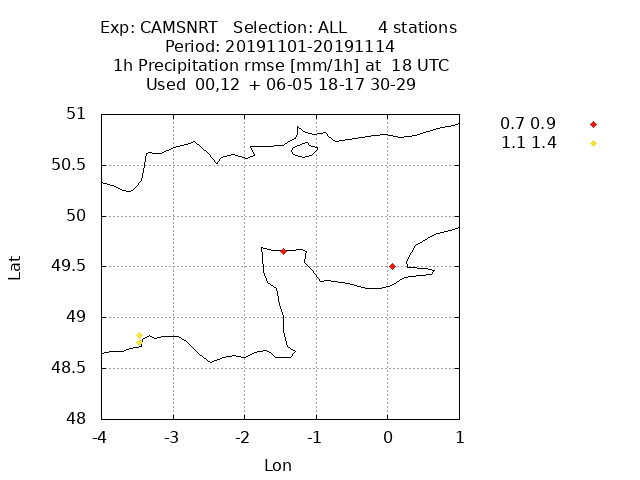 Exp: CAMSNRT Selection: ALL 4 stations
Period: 20191101-20191114
1h Precipitation rmse [mm/1h] at 18 UTC
Used 00,12 + 06-05 18-17 30-29
0.7 0.9
1.1 1.4
51
50.5
50
49.5
49
48.5
48
Lat
-4 -3 -2 -1 0 1
Lon